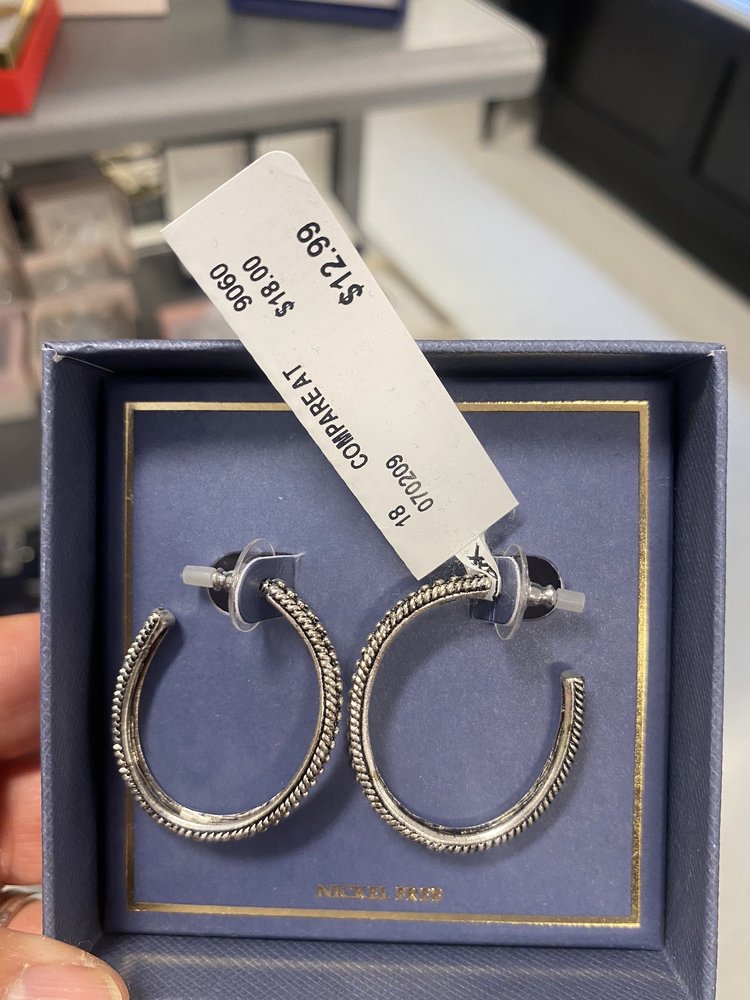 18
070209
COMPARE AT
9060
$18.00
$12.99
NICKEL FREE